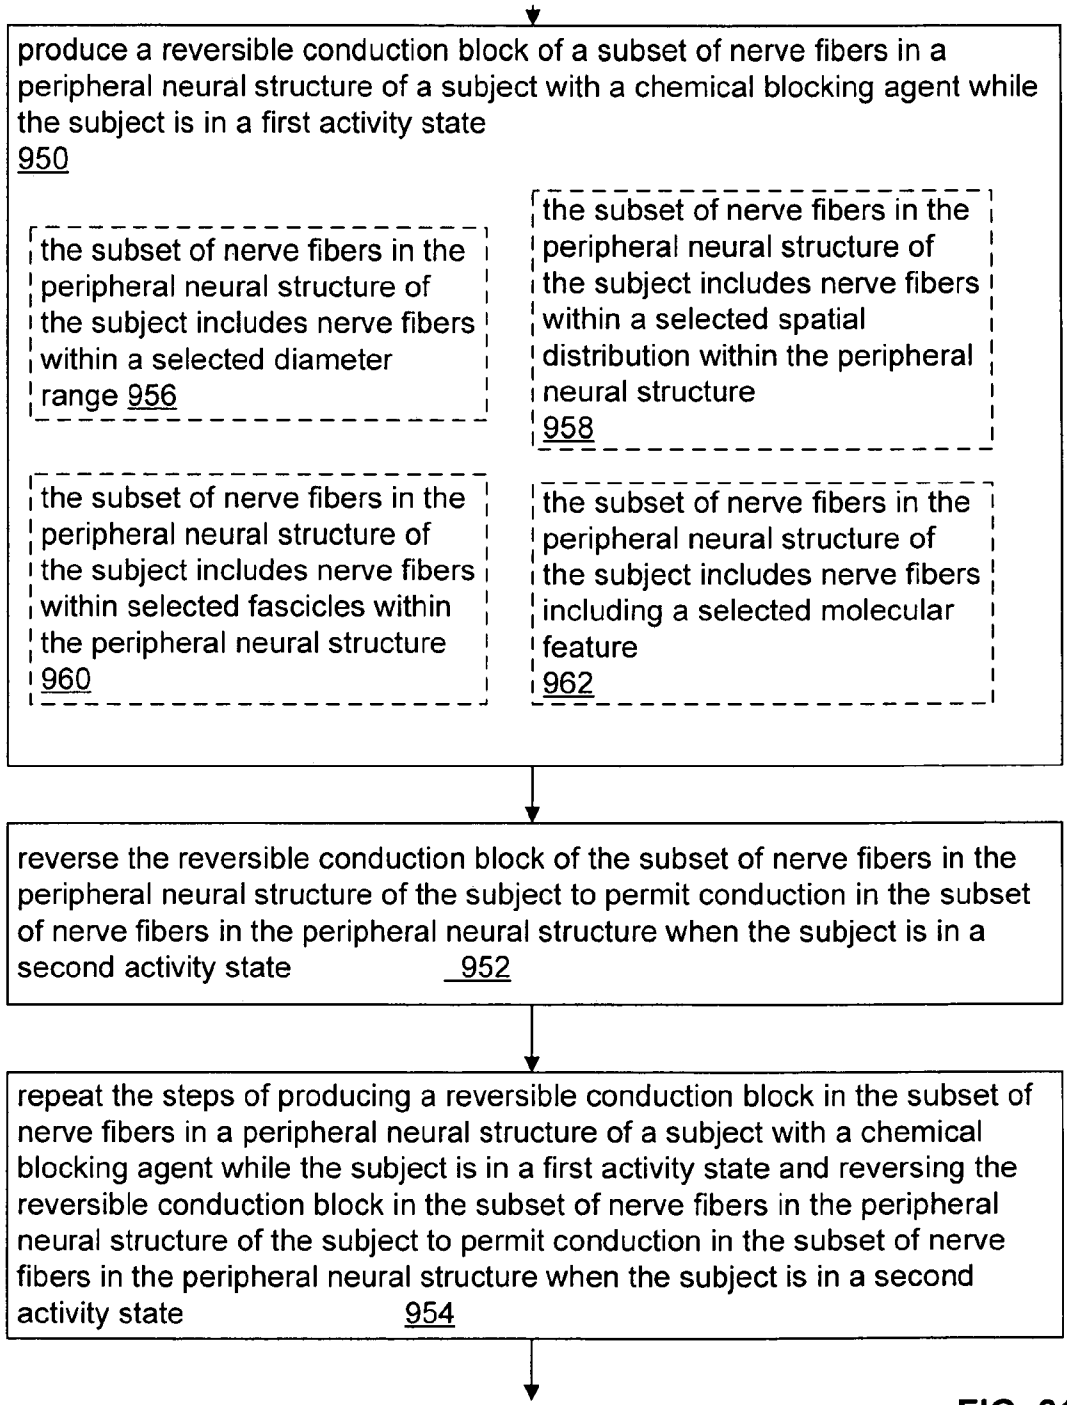 produce a reversible conduction block of a subset of nerve fibers in a
peripheral neural structure of a subject with a chemical blocking agent while
the subject is in a first activity state
950
the subset of nerve fibers in the
peripheral neural structure of
the subject includes nerve fibers
within a selected diameter
range 956
the subset of nerve fibers in the
peripheral neural structure of
the subject includes nerve fibers
within a selected spatial
distribution within the peripheral
neural structure
958
the subset of nerve fibers in the
peripheral neural structure of
the subject includes nerve fibers
within selected fascicles within
the peripheral neural structure
960
the subset of nerve fibers in the
peripheral neural structure of
the subject includes nerve fibers
including a selected molecular
feature
962
reverse the reversible conduction block of the subset of nerve fibers in the
peripheral neural structure of the subject to permit conduction in the subset
of nerve fibers in the peripheral neural structure when the subject is in a
second activity state 952
repeat the steps of producing a reversible conduction block in the subset of
nerve fibers in a peripheral neural structure of a subject with a chemical
blocking agent while the subject is in a first activity state and reversing the
reversible conduction block in the subset of nerve fibers in the peripheral
neural structure of the subject to permit conduction in the subset of nerve
fibers in the peripheral neural structure when the subject is in a second
activity state 954
FIG.